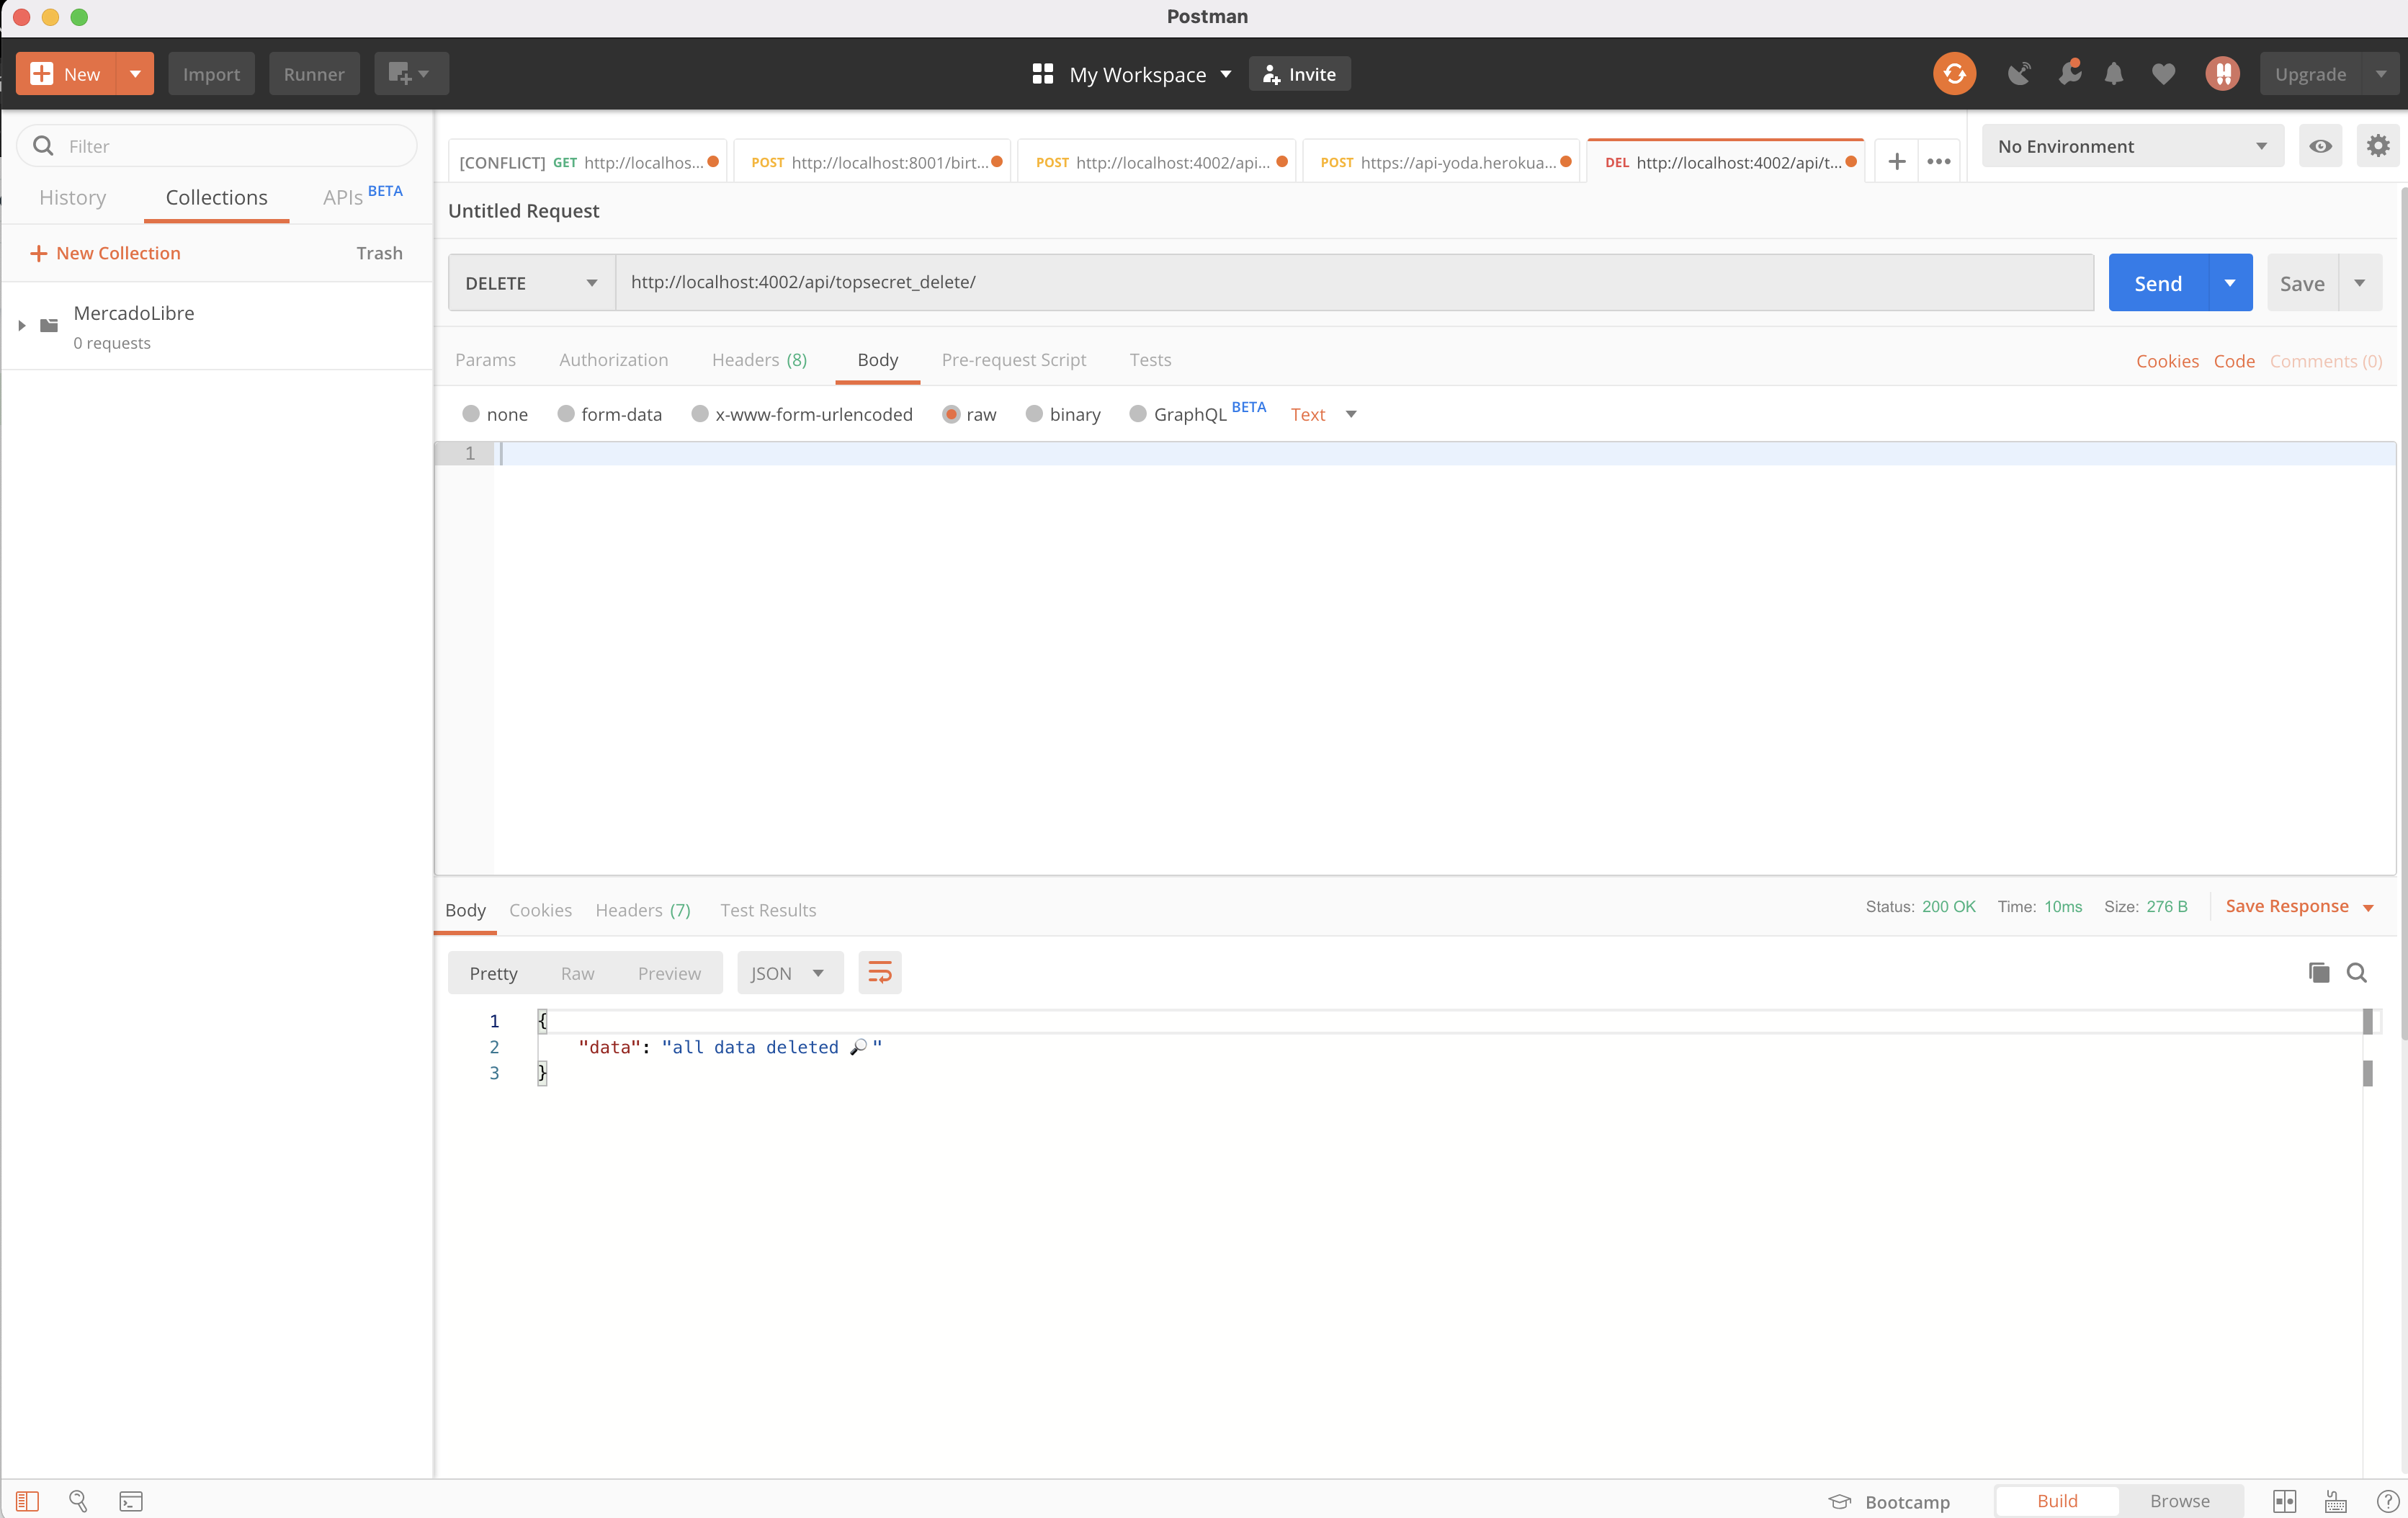 Postman
New
Import
Runner
My Workspace
Invite
Upgrade
Filter
History
Collections
APIs BETA
New Collection
Trash
MercadoLibre
0 requests
[CONFLICT] GET http://localhos...
POST http://localhost:8001/birt...
POST http://localhost:4002/api...
POST https://api-yoda.herokua...
DEL http://localhost:4002/api/t...
No Environment
Untitled Request
DELETE
http://localhost:4002/api/topsecret_delete/
Send
Save
Params
Authorization
Headers (8)
Body
Pre-request Script
Tests
Cookies
Code
Comments (0)
none
form-data
x-www-form-urlencoded
raw
binary
GraphQL BETA
Text
1
Body
Cookies
Headers (7)
Test Results
Status: 200 OK
Time: 10ms
Size: 276 B
Save Response
Pretty
Raw
Preview
JSON
1 {
2 "data": "all data deleted 🔎"
3 }
Bootcamp
Build
Browse